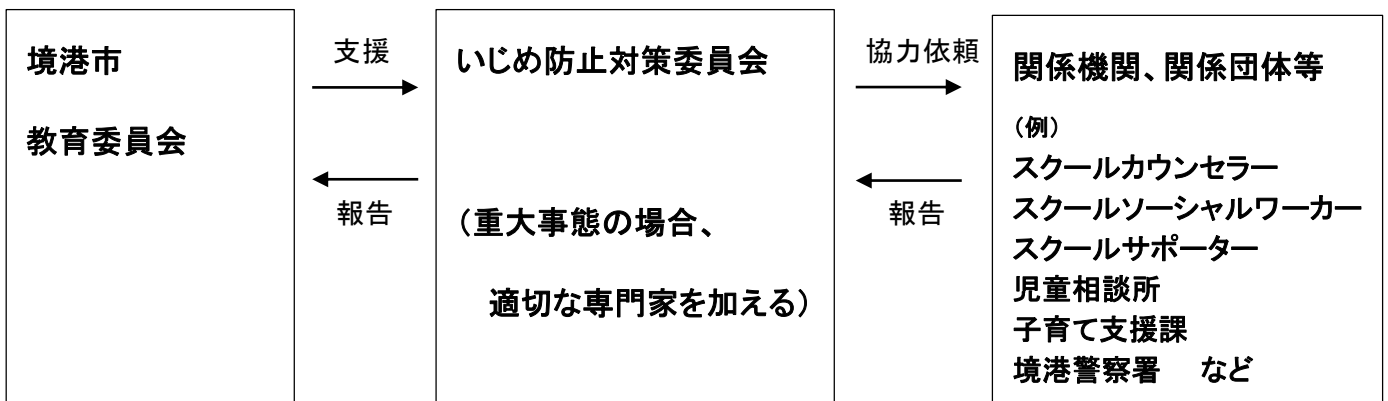 境港市
教育委員会
支援
報告
いじめ防止対策委員会
（重大事態の場合、
適切な専門家を加える）
協力依頼
報告
関係機関、関係団体等
（例）
スクールカウンセラー
スクールソーシャルワーカー
スクールサポーター
児童相談所
子育て支援課
境港警察署　など